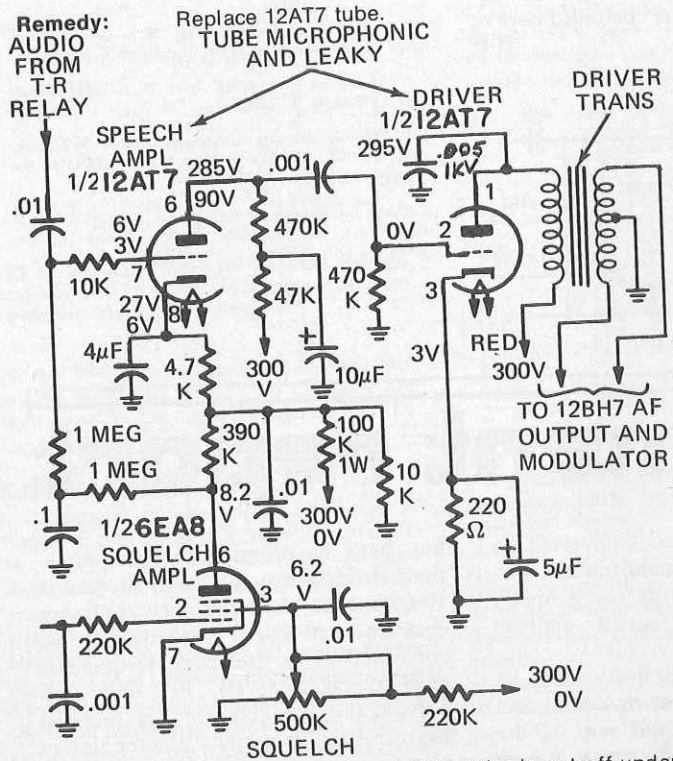 Remedy: Replace 12AT7 tube.
TUBE MICROPHONIC
AND LEAKY
AUDIO
FROM
T-R
RELAY
SPEECH
AMPL
1/2 12AT7
DRIVER
1/2 12AT7
DRIVER
TRANS
285V
.001
295V
.005
1KV
1
6
90V
.01
6V
3V
7
470K
0V
2
10K
470
K
3
27V
6V
8
47K
4µF
4.7
K
300
V
10µF
3V
RED
300V
TO 12BH7 AF
OUTPUT AND
MODULATOR
1 MEG
390
K
100
K
1W
10
K
1 MEG
.01
8.2
V
300V
0V
220
Ω
5µF
.1
1/2 6EA8
SQUELCH
AMPL
6
6.2
V
3
2
.01
220K
7
300V
0V
.001
500K
220K
SQUELCH